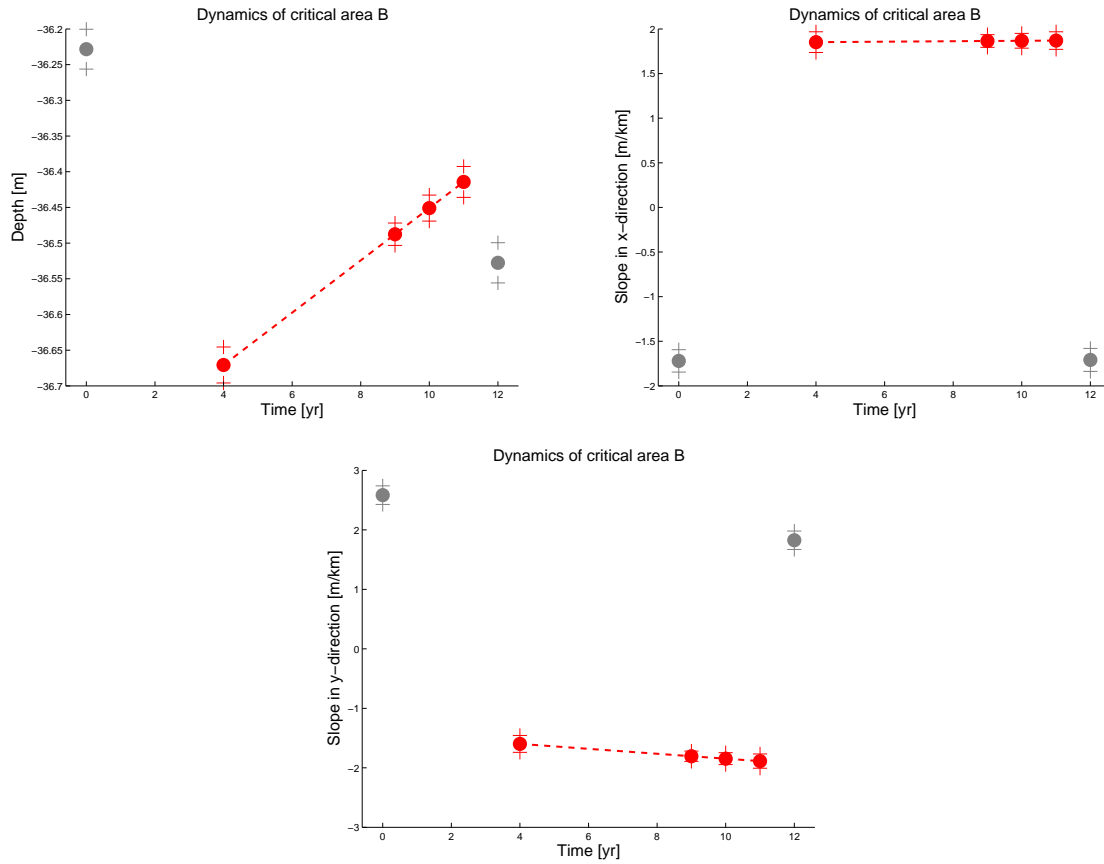 Dynamics of critical area B
−36.2
−36.25
−36.3
−36.35
−36.4
−36.45
−36.5
−36.55
−36.6
−36.65
−36.7
Depth [m]
0 2 4 6 8 10 12
Time [yr]
Dynamics of critical area B
2
1.5
1
0.5
0
−0.5
−1
−1.5
−2
Slope in x−direction [m/km]
0 2 4 6 8 10 12
Time [yr]
Dynamics of critical area B
3
2
1
0
−1
−2
−3
Slope in y−direction [m/km]
0 2 4 6 8 10 12
Time [yr]